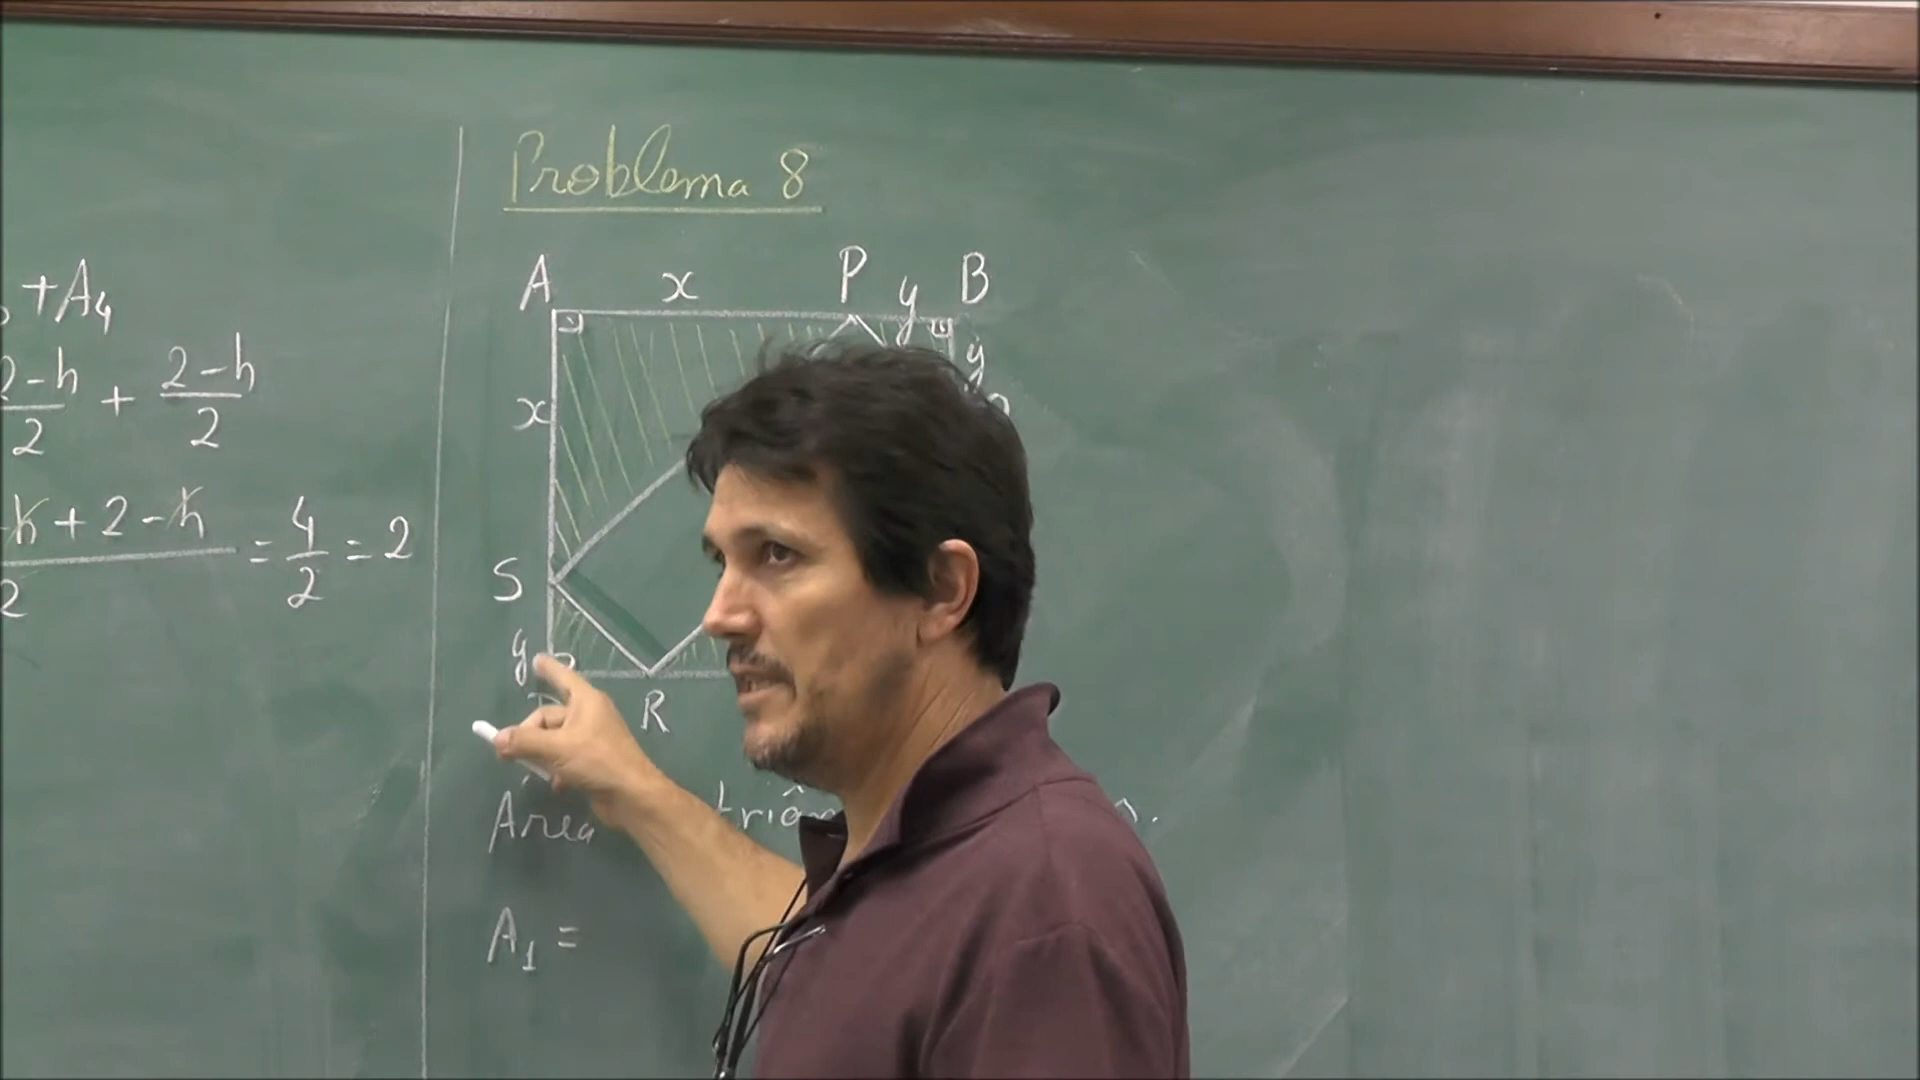 +A4
2-h/2 + 2-h/2
-h+2-h/2 = 4/2 = 2
Problema 8
A x P y B
y
x
S
y
R
Área
A1 =